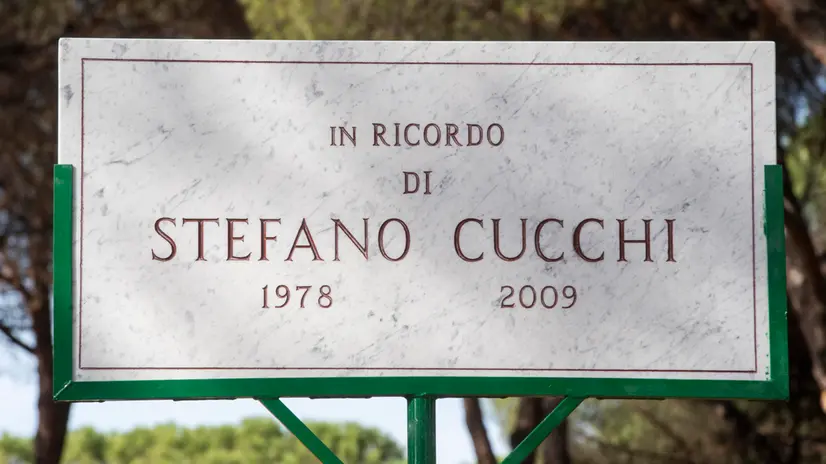 IN RICORDO
DI
STEFANO CUCCHI
1978 2009